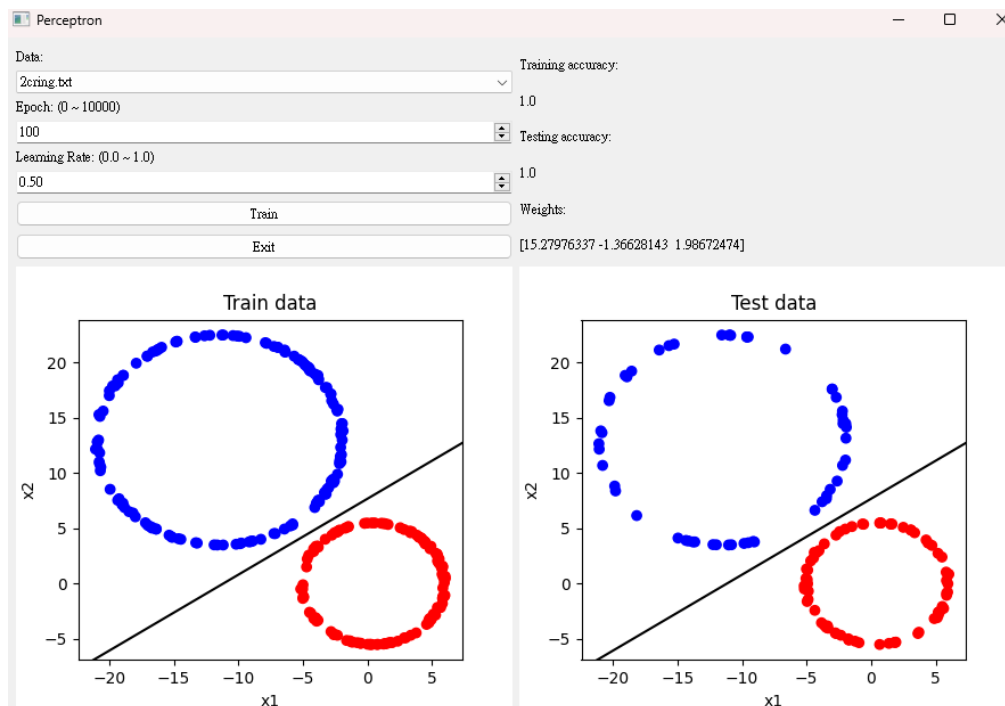 Perceptron
Data:
2cring.txt
Epoch: (0 ~ 10000)
100
Learning Rate: (0.0 ~ 1.0)
0.50
Train
Exit
Training accuracy:
1.0
Testing accuracy:
1.0
Weights:
[15.27976337 -1.36628143 1.98672474]
Train data
20
15
10
5
0
−5
x2
−20 −15 −10 −5 0 5
x1
Test data
20
15
10
5
0
−5
x2
−20 −15 −10 −5 0 5
x1